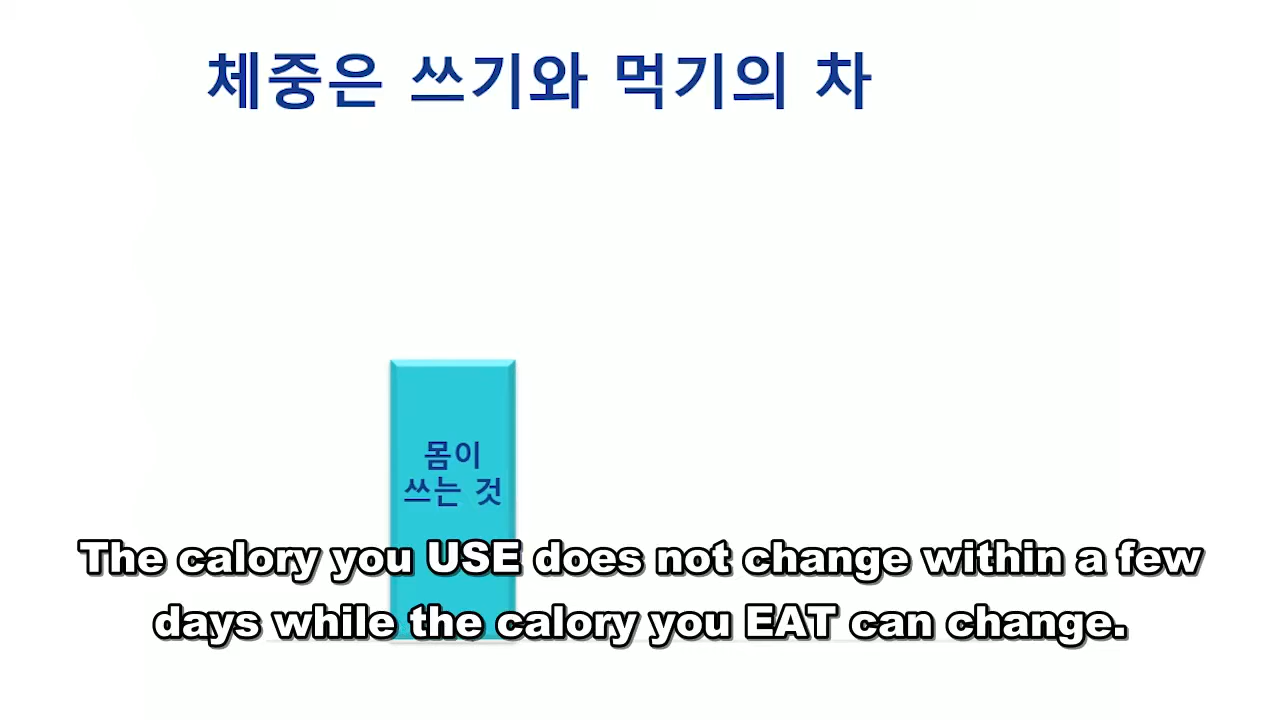 체중은 쓰기와 먹기의 차
몸이
쓰는 것
The calory you USE does not change within a few
days while the calory you EAT can change.